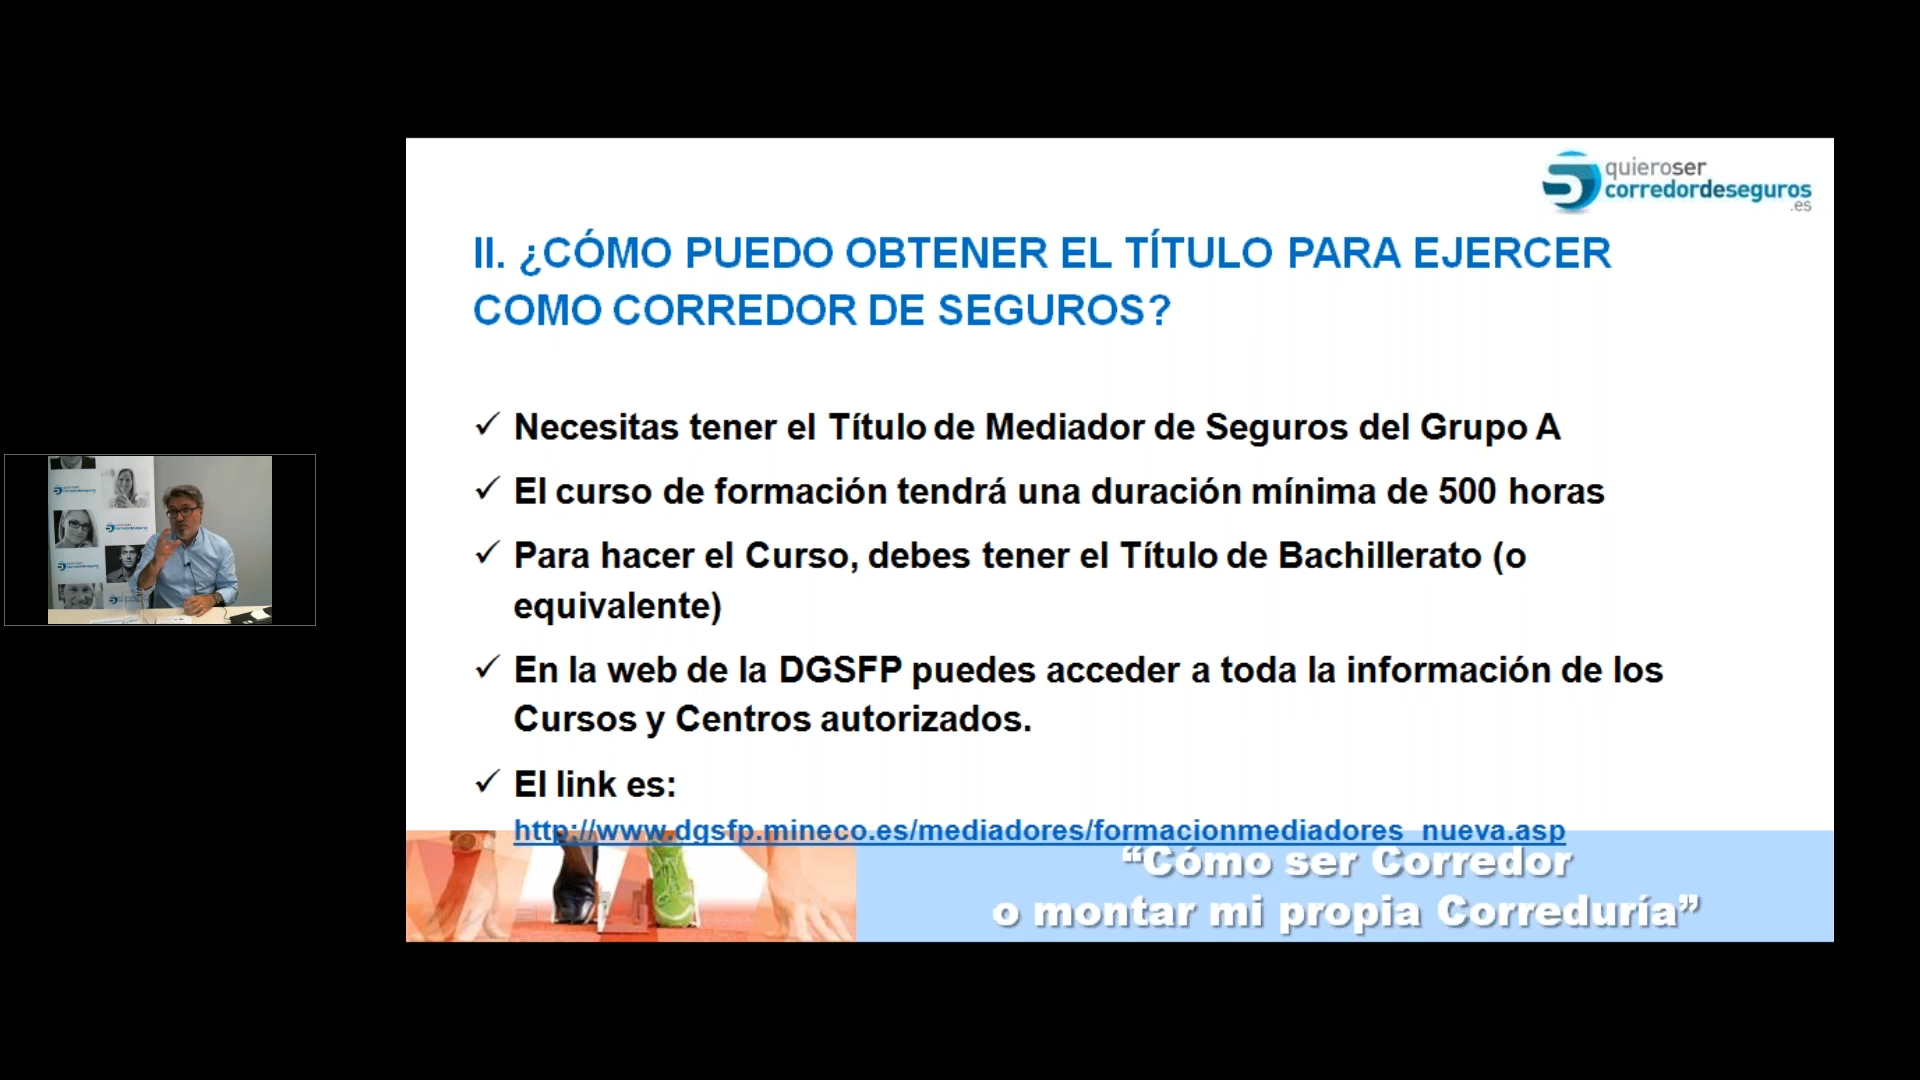 quieroser
corredordeseguros
.es
II. ¿CÓMO PUEDO OBTENER EL TÍTULO PARA EJERCER
COMO CORREDOR DE SEGUROS?
✓ Necesitas tener el Título de Mediador de Seguros del Grupo A
✓ El curso de formación tendrá una duración mínima de 500 horas
✓ Para hacer el Curso, debes tener el Título de Bachillerato (o
equivalente)
✓ En la web de la DGSFP puedes acceder a toda la información de los
Cursos y Centros autorizados.
✓ El link es:
http://www.dgsfp.mineco.es/mediadores/formacionmediadores_nueva.asp
“Cómo ser Corredor
o montar mi propia Correduría”